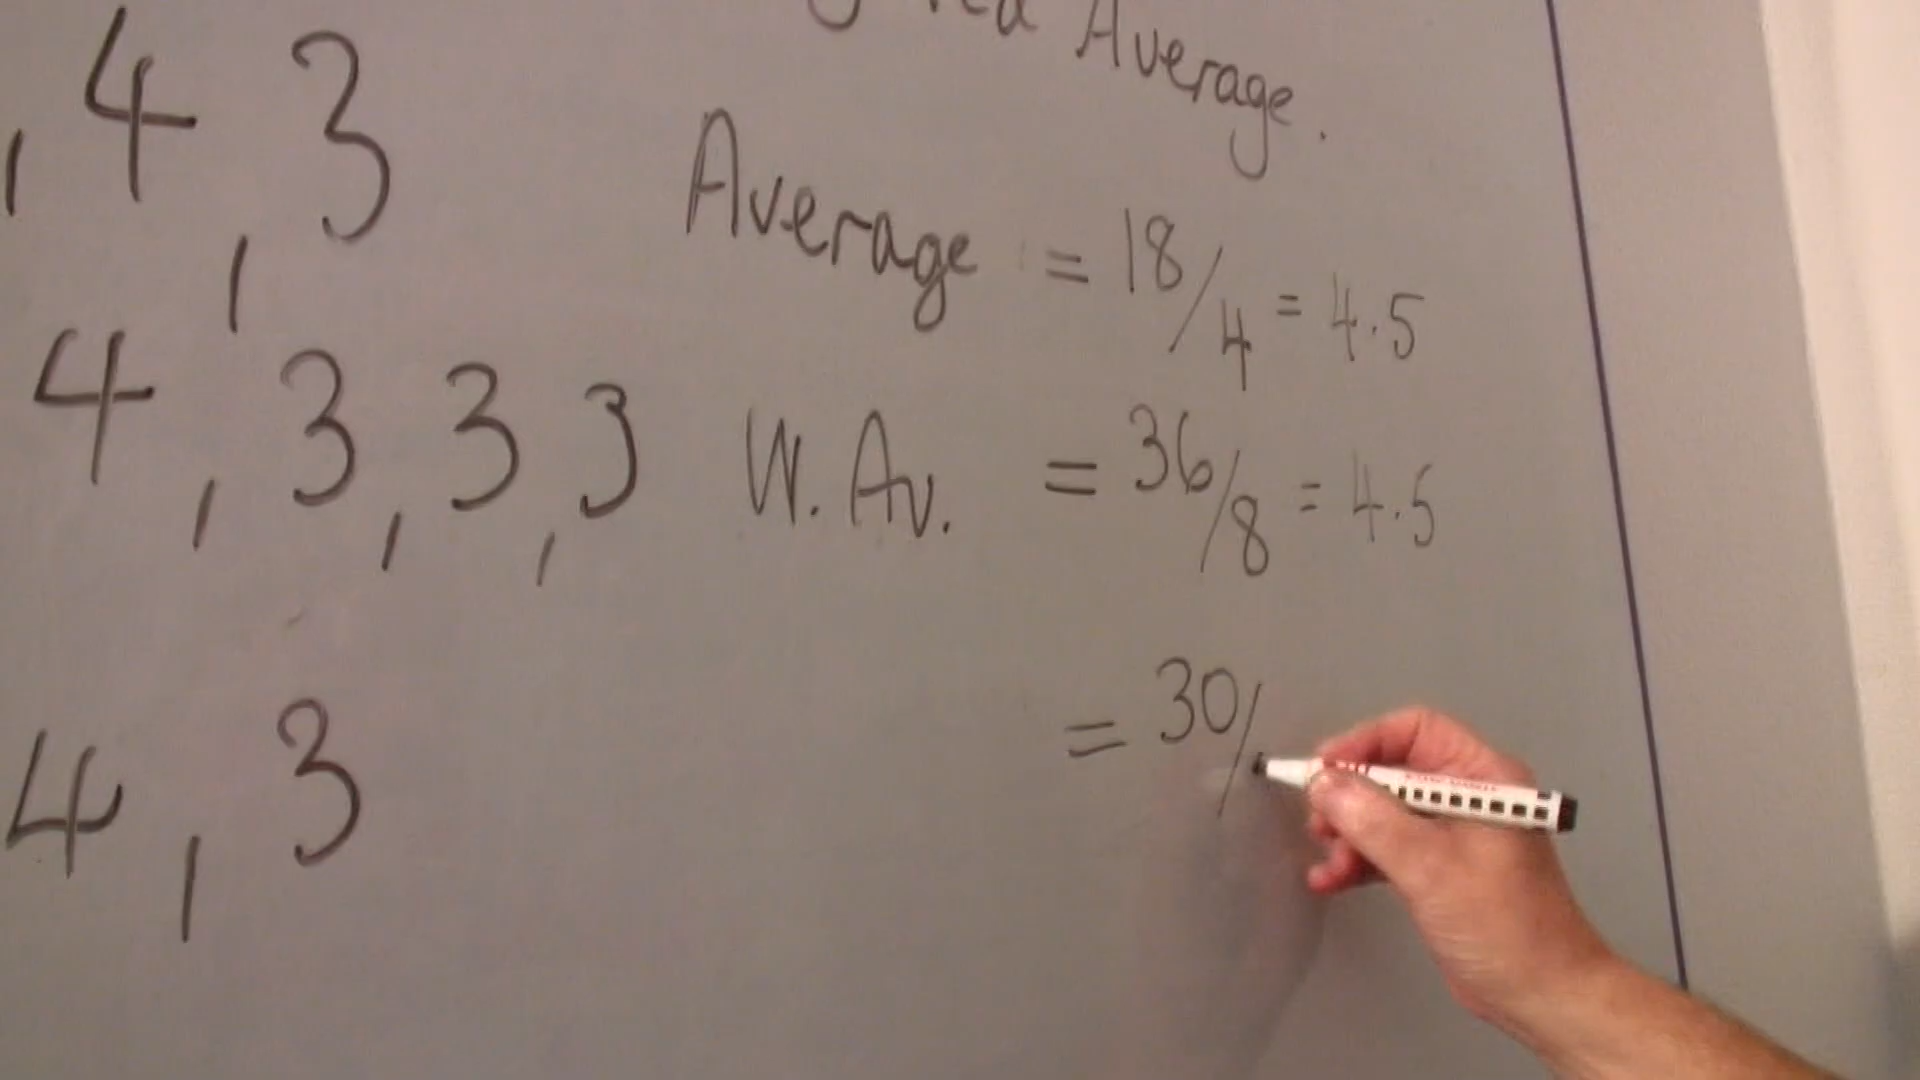 Average.
, 4, 3
Average = 18/4 = 4.5
4, 3, 3, 3
W. Av. = 36/8 = 4.5
4, 3
= 30/